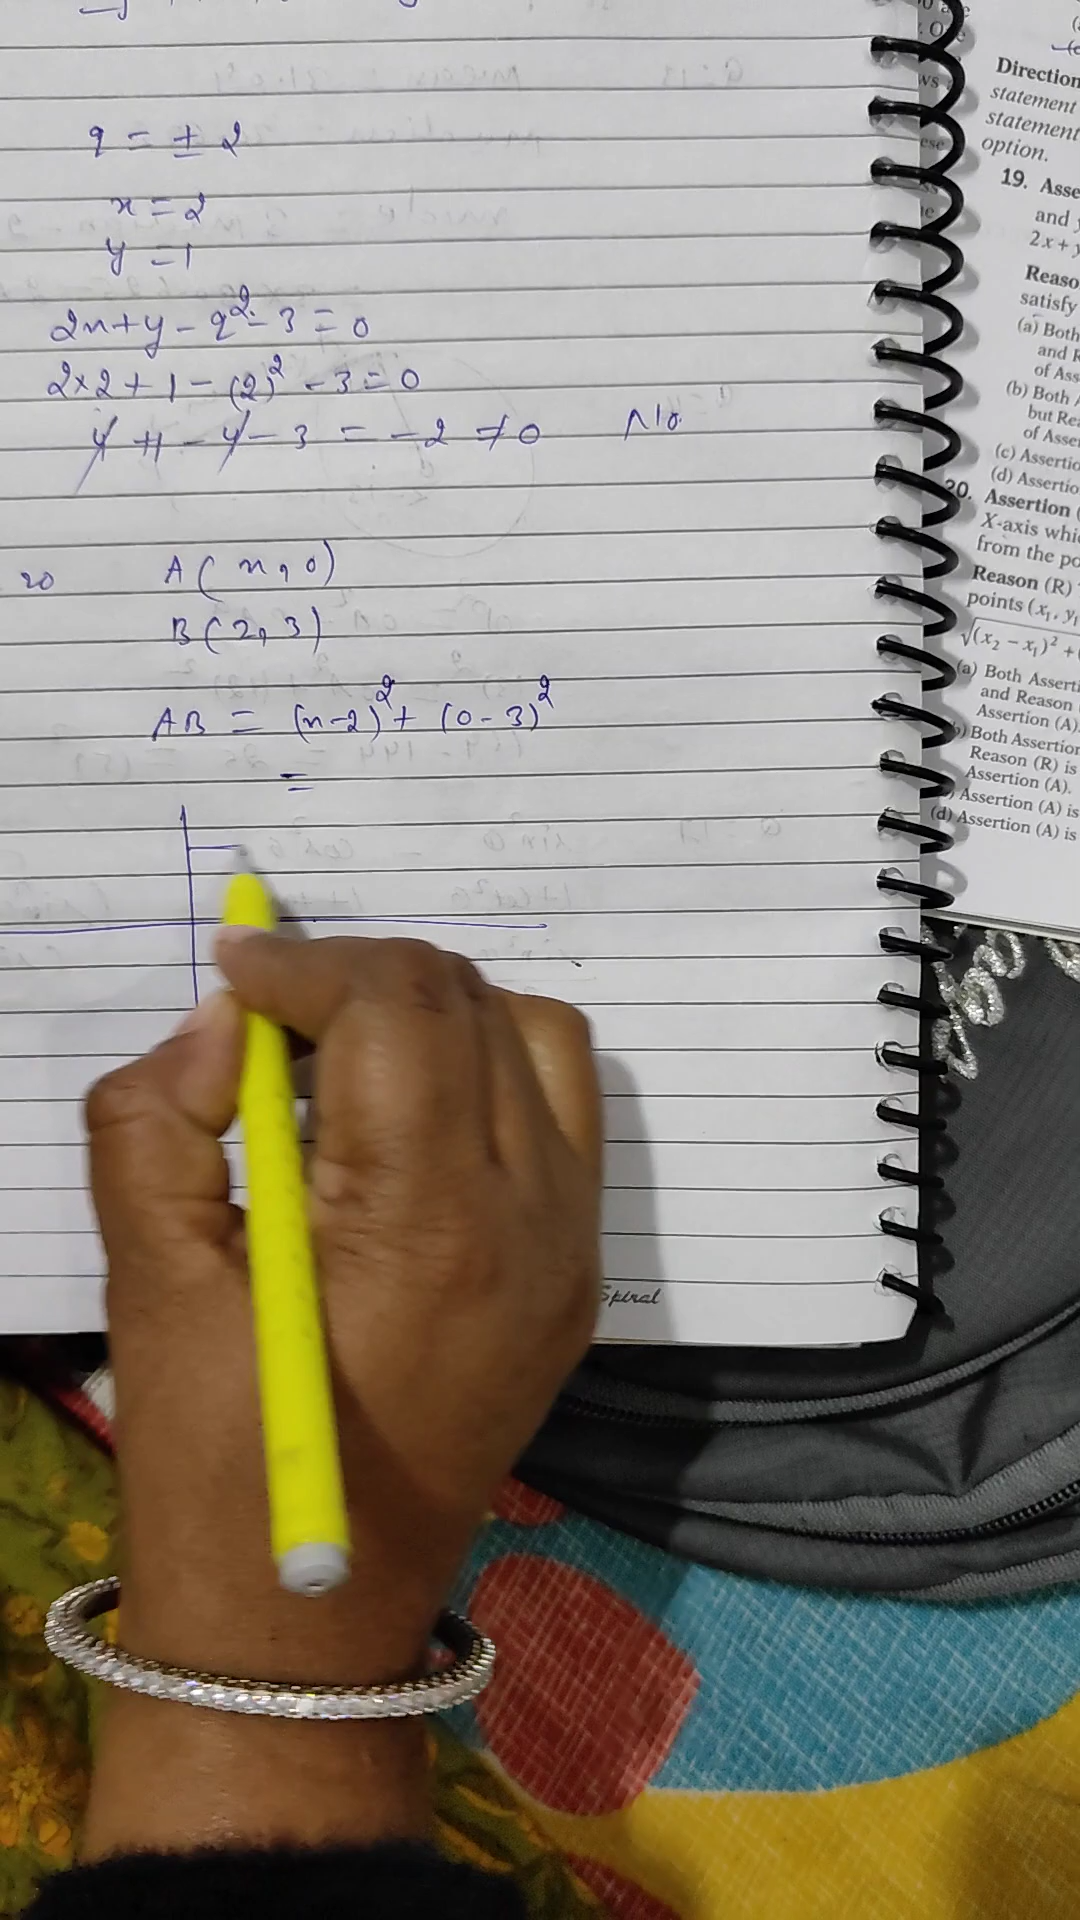 q = ± 2
x = 2
y = 1
2x + y - q² - 3 = 0
2×2 + 1 - (2)² - 3 = 0
4 + 1 - 4 - 3 = -2 ≠ 0 No.
20 A ( x, 0 )
B ( 2, 3 )
AB = (x-2)² + (0-3)²
=
Spiral
Direction
statement
statement
option.
19. Asse
and
2x + y
Reaso
satisfy
(a) Both
and R
of Ass
(b) Both A
but Rea
of Asser
(c) Assertio
(d) Assertio
20. Assertion (
X-axis whic
from the po
Reason (R)
points (x₁, y₁
√(x₂ - x₁)² + (
(a) Both Asserti
and Reason
Assertion (A).
Both Assertion
Reason (R) is
Assertion (A).
Assertion (A) is
(d) Assertion (A) is